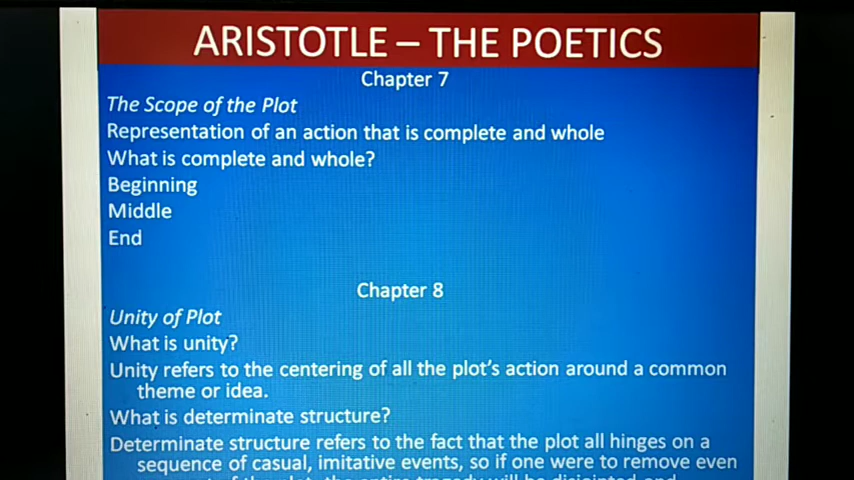 ARISTOTLE – THE POETICS
Chapter 7
The Scope of the Plot
Representation of an action that is complete and whole
What is complete and whole?
Beginning
Middle
End
Chapter 8
Unity of Plot
What is unity?
Unity refers to the centering of all the plot's action around a common
theme or idea.
What is determinate structure?
Determinate structure refers to the fact that the plot all hinges on a
sequence of casual, imitative events, so if one were to remove even